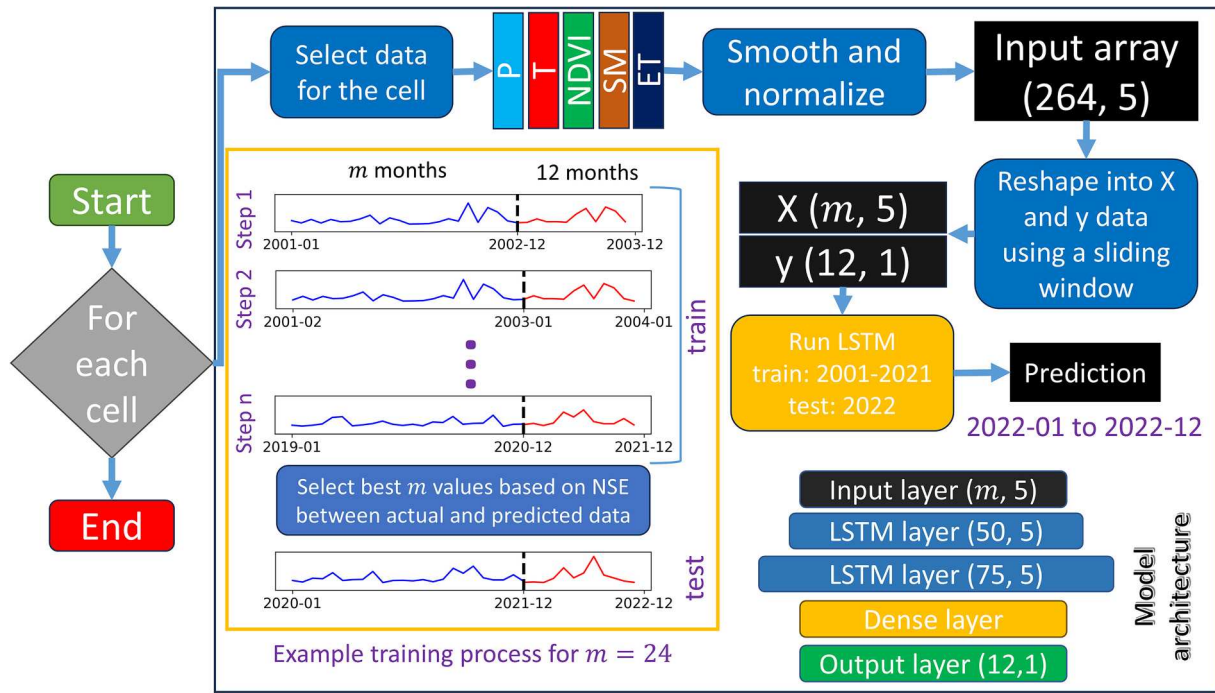 Start
For
each
cell
End
Select data
for the cell
P
T
NDVI
SM
ET
Smooth and
normalize
Input array
(264, 5)
Reshape into X
and y data
using a sliding
window
X (m, 5)
y (12, 1)
Run LSTM
train: 2001-2021
test: 2022
Prediction
2022-01 to 2022-12
m months
12 months
Step 1
2001-01
2002-12
2003-12
Step 2
2001-02
2003-01
2004-01
train
Step n
2019-01
2020-12
2021-12
Select best m values based on NSE
between actual and predicted data
2020-01
2021-12
2022-12
test
Example training process for m = 24
Input layer (m, 5)
LSTM layer (50, 5)
LSTM layer (75, 5)
Dense layer
Output layer (12,1)
Model
architecture